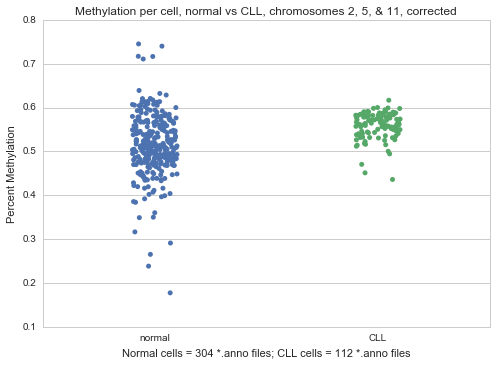 Methylation per cell, normal vs CLL, chromosomes 2, 5, & 11, corrected
0.8
0.7
0.6
0.5
0.4
0.3
0.2
0.1
Percent Methylation
normal CLL
Normal cells = 304 *.anno files; CLL cells = 112 *.anno files